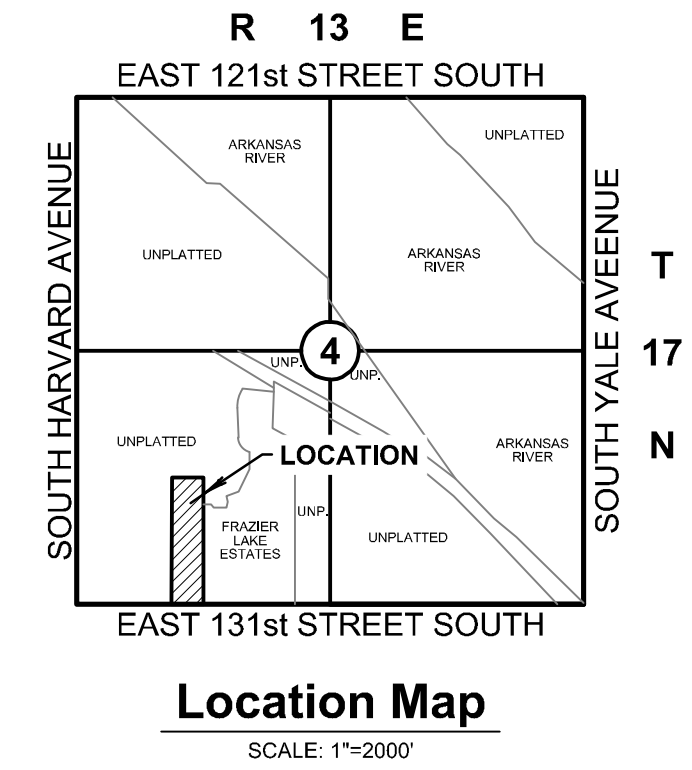 R 13 E
EAST 121st STREET SOUTH
SOUTH HARVARD AVENUE
ARKANSAS
RIVER
UNPLATTED
UNPLATTED
ARKANSAS
RIVER
SOUTH YALE AVEENUE
T
17
N
4
UNP.
UNP.
UNPLATTED
LOCATION
ARKANSAS
RIVER
FRAZIER
LAKE
ESTATES
UNP.
UNPLATTED
EAST 131st STREET SOUTH
Location Map
SCALE: 1"=2000'